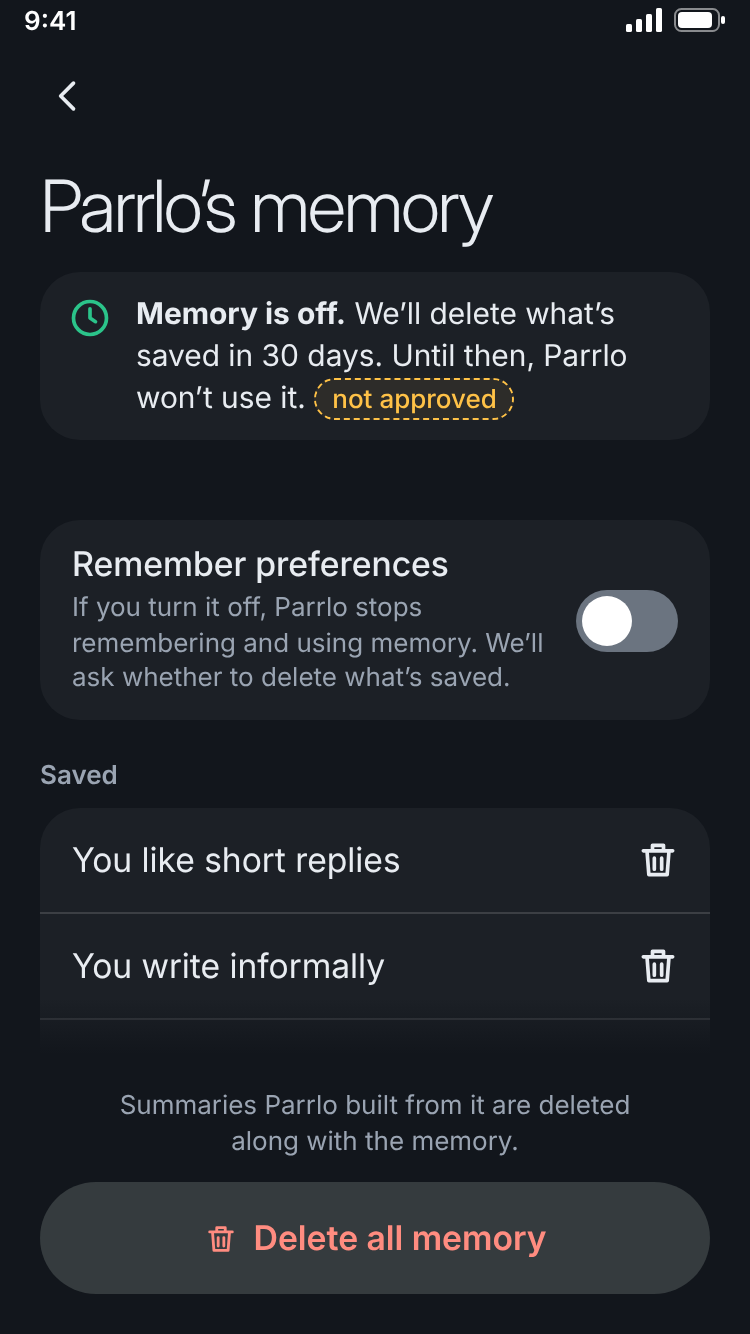 9:41
Parrlo’s memory
Memory is off. We’ll delete what’s
saved in 30 days. Until then, Parrlo
won’t use it. not approved
Remember preferences
If you turn it off, Parrlo stops
remembering and using memory. We’ll
ask whether to delete what’s saved.
Saved
You like short replies
You write informally
Summaries Parrlo built from it are deleted
along with the memory.
Delete all memory